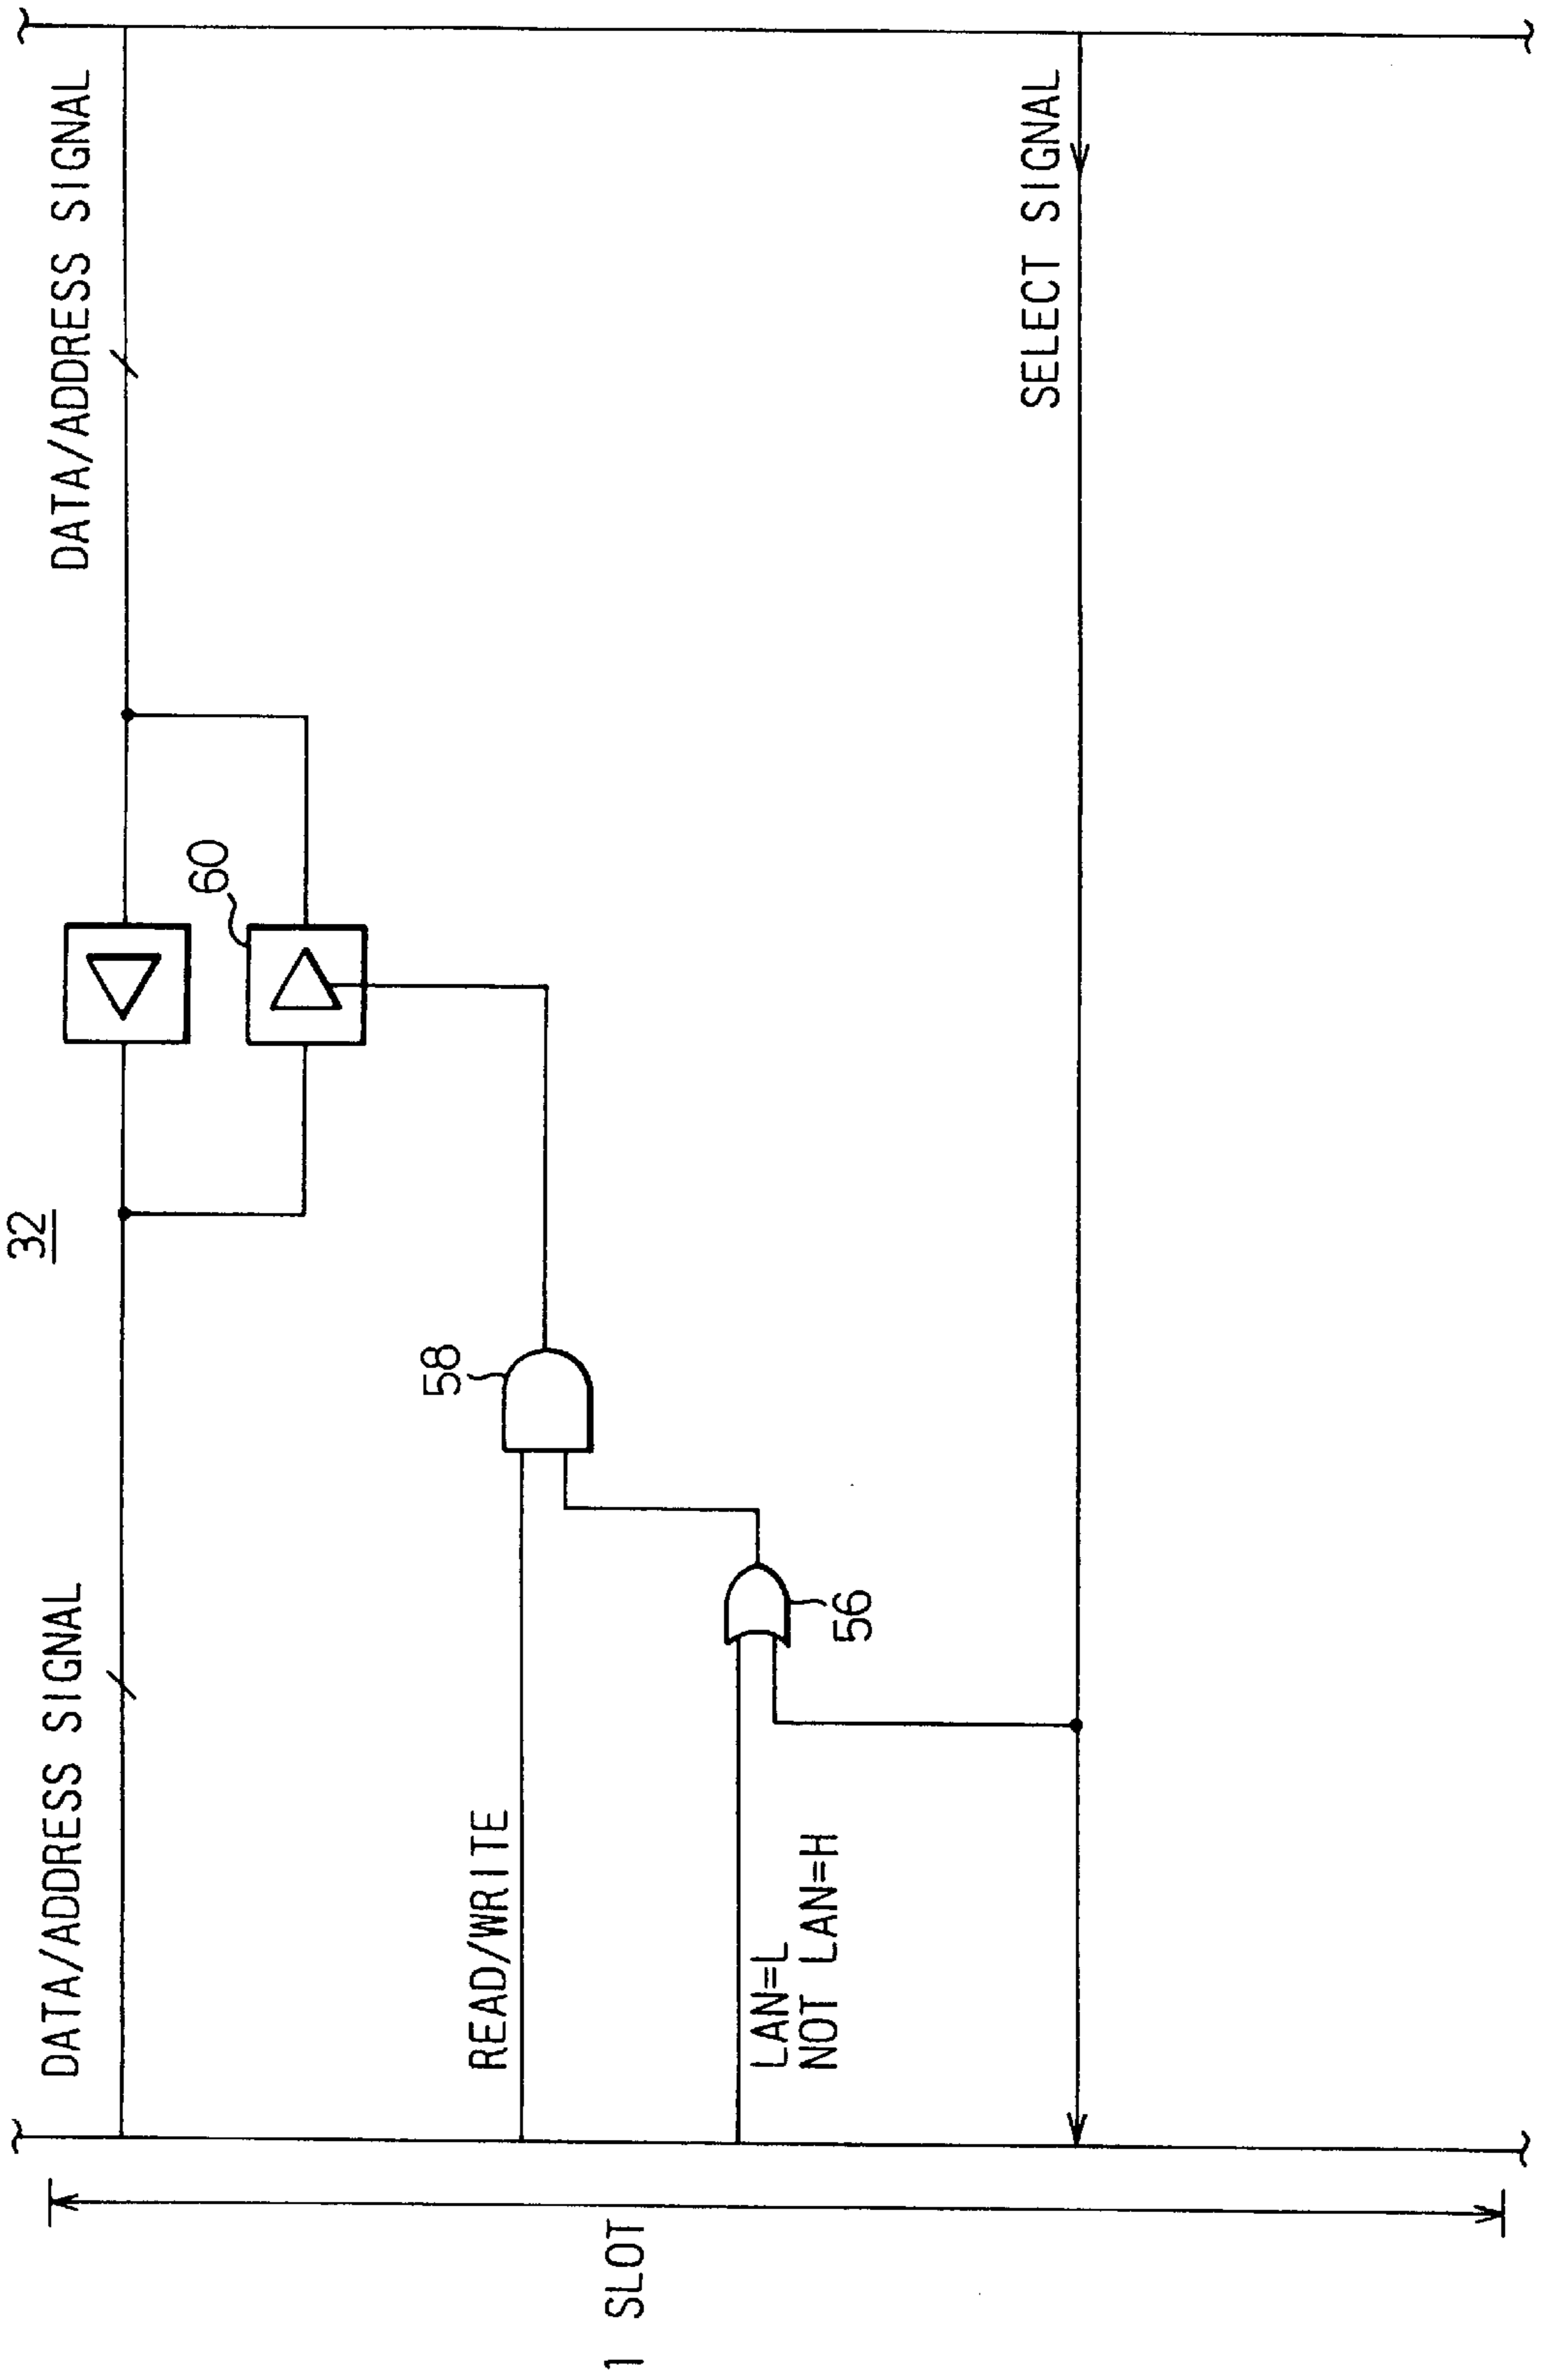 32
DATA/ADDRESS SIGNAL
DATA/ADDRESS SIGNAL
60
58
READ/WRITE
56
LAN=L
NOT LAN=H
SELECT SIGNAL
1 SLOT